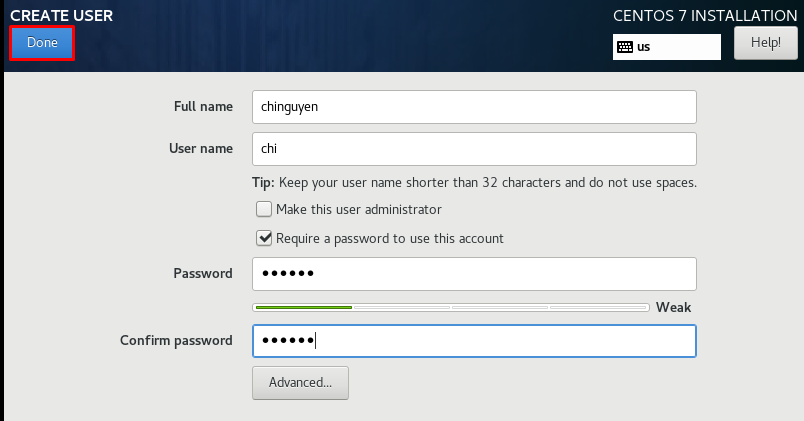 CREATE USER
CENTOS 7 INSTALLATION
Done
us
Help!
Full name
chinguyen
User name
chi
Tip: Keep your user name shorter than 32 characters and do not use spaces.
Make this user administrator
Require a password to use this account
Password
●●●●●●
Weak
Confirm password
●●●●●●
Advanced...